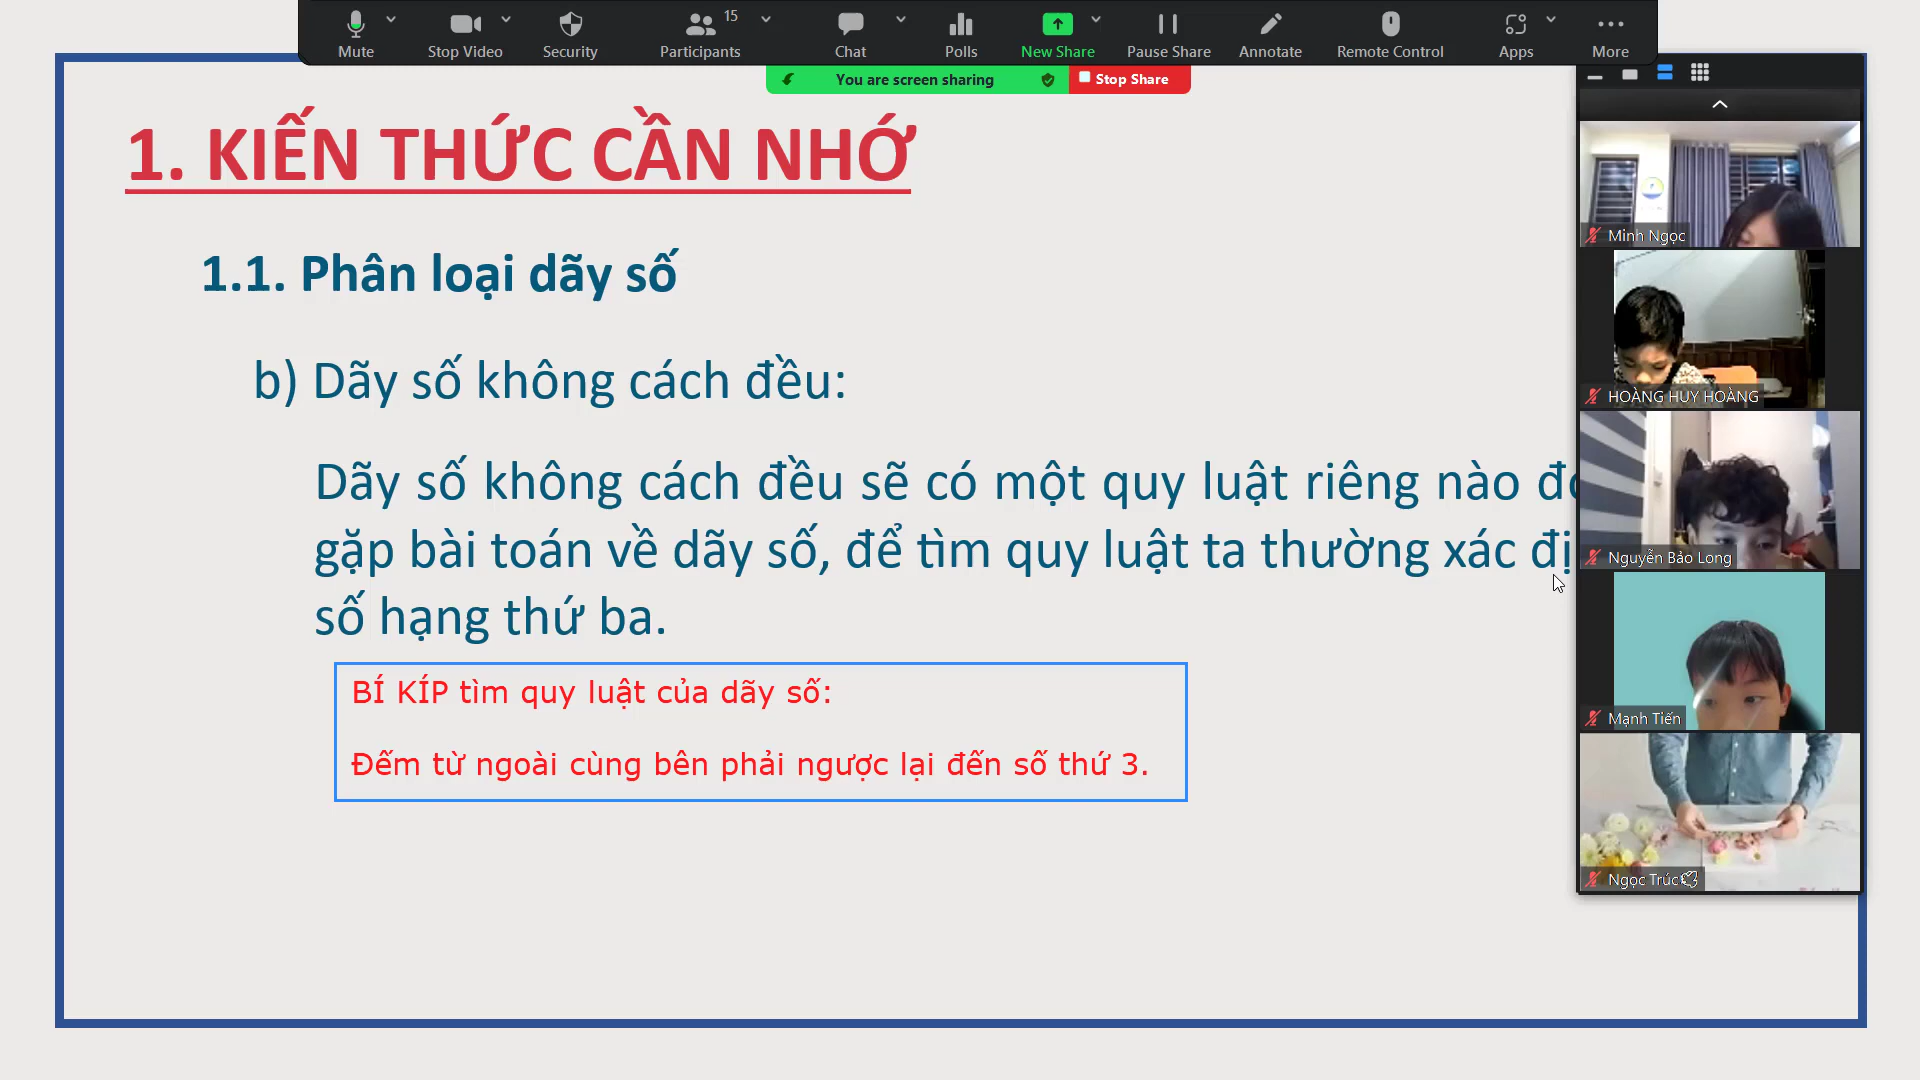 Mute
Stop Video
Security
Participants
15
Chat
Polls
New Share
Pause Share
Annotate
Remote Control
Apps
More
You are screen sharing
Stop Share
1. KIẾN THỨC CẦN NHỚ
1.1. Phân loại dãy số
b) Dãy số không cách đều:
Dãy số không cách đều sẽ có một quy luật riêng nào
gặp bài toán về dãy số, để tìm quy luật ta thường xác
số hạng thứ ba.
BÍ KÍP tìm quy luật của dãy số:
Đếm từ ngoài cùng bên phải ngược lại đến số thứ 3.
Minh Ngọc
HOÀNG HUY HOÀNG
Nguyễn Bảo Long
Mạnh Tiến
Ngọc Trúc